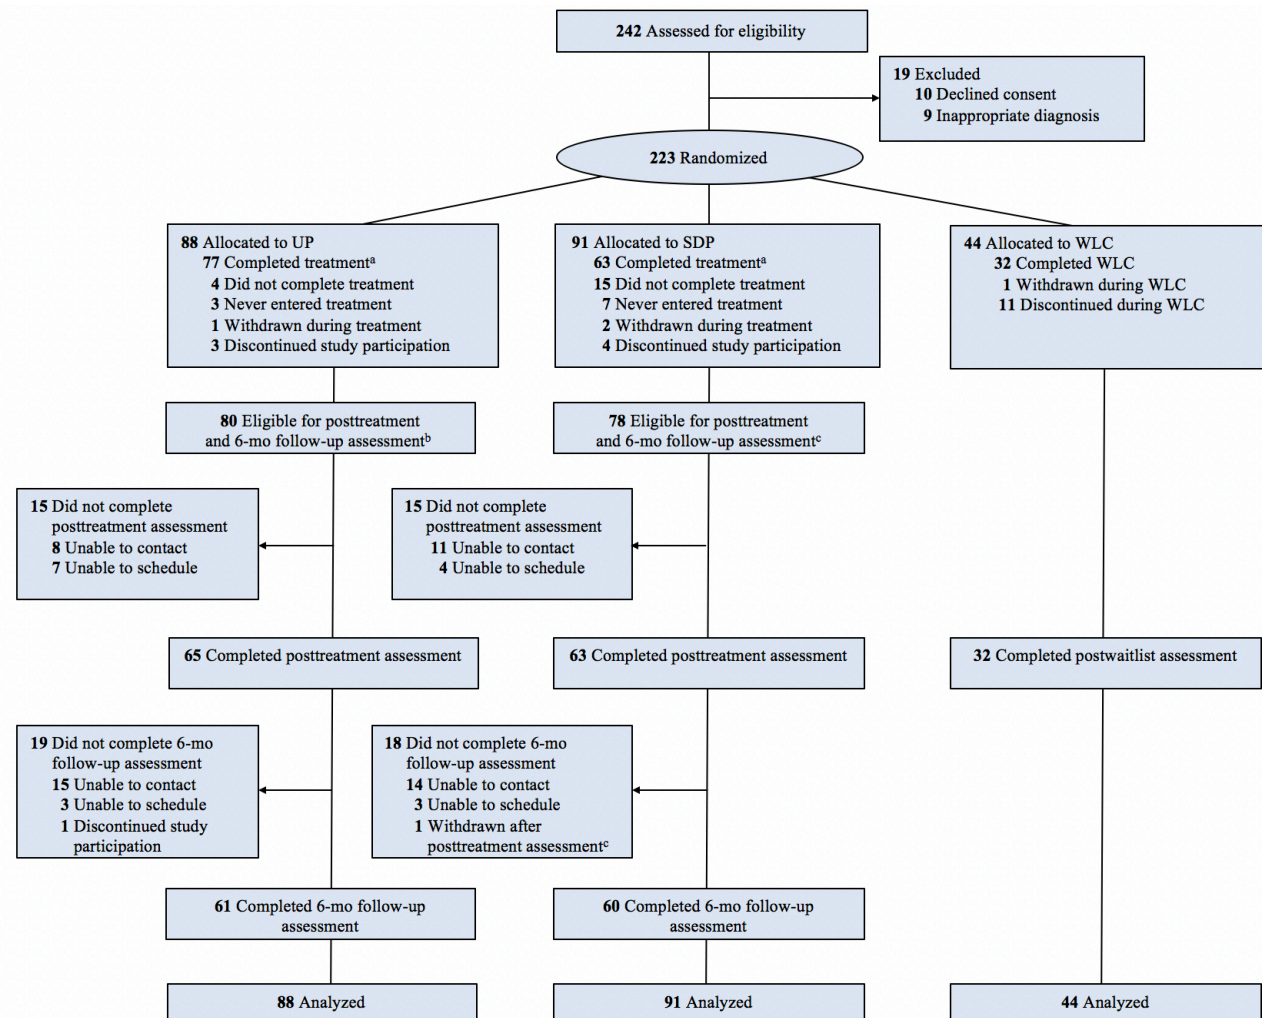 242 Assessed for eligibility
19 Excluded
10 Declined consent
9 Inappropriate diagnosis
223 Randomized
88 Allocated to UP
77 Completed treatmentᵃ
4 Did not complete treatment
3 Never entered treatment
1 Withdrawn during treatment
3 Discontinued study participation
91 Allocated to SDP
63 Completed treatmentᵃ
15 Did not complete treatment
7 Never entered treatment
2 Withdrawn during treatment
4 Discontinued study participation
44 Allocated to WLC
32 Completed WLC
1 Withdrawn during WLC
11 Discontinued during WLC
80 Eligible for posttreatment
and 6-mo follow-up assessmentᵇ
78 Eligible for posttreatment
and 6-mo follow-up assessmentᶜ
15 Did not complete
posttreatment assessment
8 Unable to contact
7 Unable to schedule
15 Did not complete
posttreatment assessment
11 Unable to contact
4 Unable to schedule
65 Completed posttreatment assessment
63 Completed posttreatment assessment
32 Completed postwaitlist assessment
19 Did not complete 6-mo
follow-up assessment
15 Unable to contact
3 Unable to schedule
1 Discontinued study
participation
18 Did not complete 6-mo
follow-up assessment
14 Unable to contact
3 Unable to schedule
1 Withdrawn after
posttreatment assessmentᶜ
61 Completed 6-mo follow-up
assessment
60 Completed 6-mo follow-up
assessment
88 Analyzed
91 Analyzed
44 Analyzed